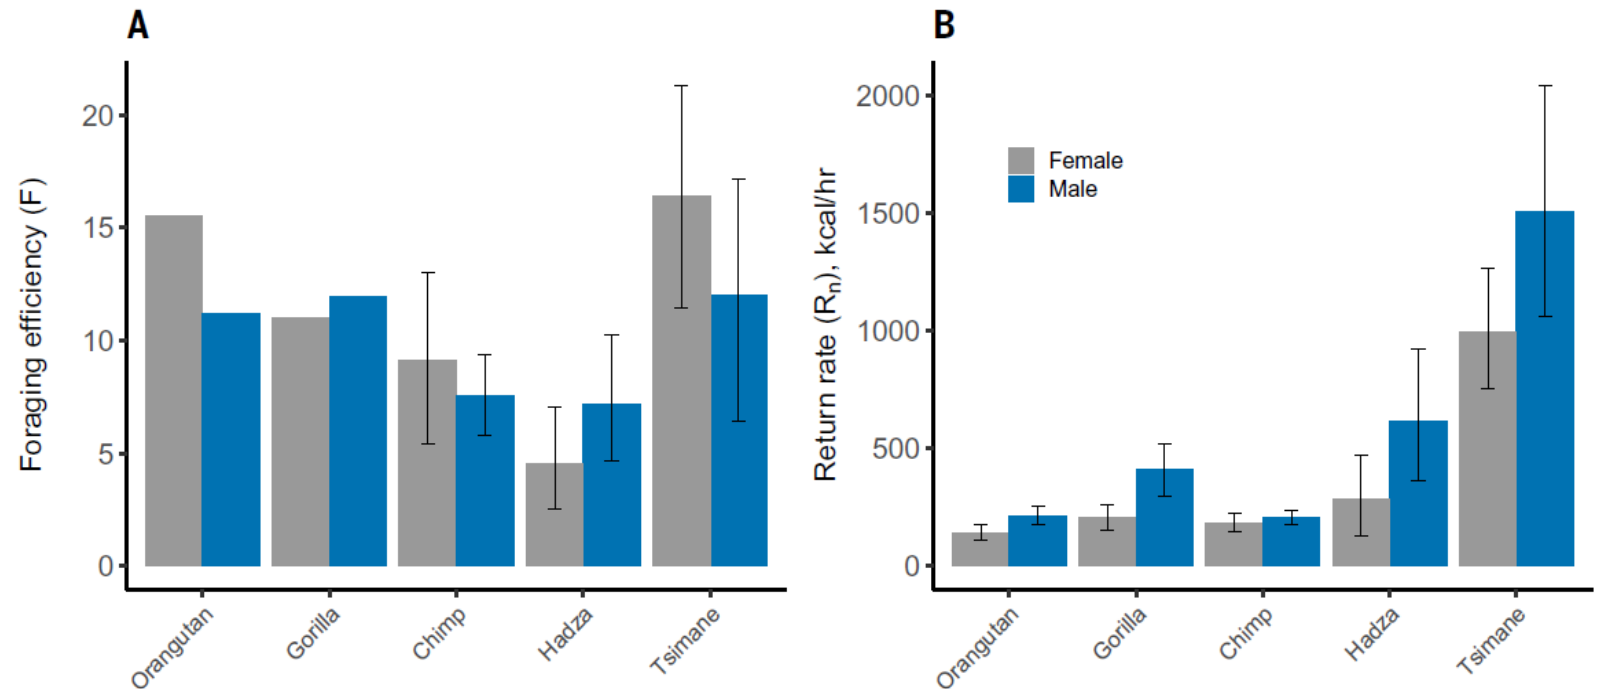 A
Foraging efficiency (F)
20
15
10
5
0
Orangutan
Gorilla
Chimp
Hadza
Tsimane
B
Return rate (Rₙ), kcal/hr
2000
1500
1000
500
0
Female
Male
Orangutan
Gorilla
Chimp
Hadza
Tsimane